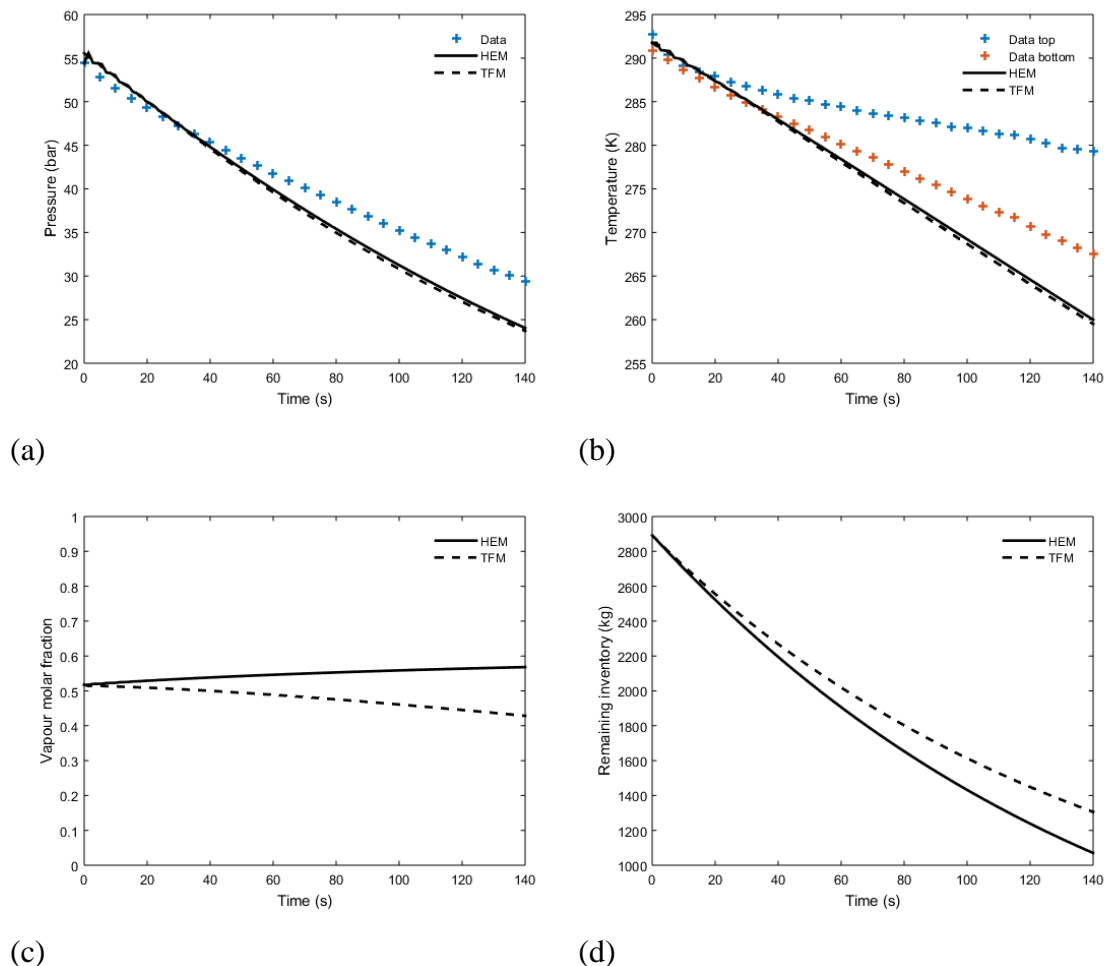 Pressure (bar)
55
50
45
40
35
30
25
20
60
Data
HEM
TFM
0 20 40 60 80 100 120 140
Time (s)
(a)
Temperature (K)
295
290
285
280
275
270
265
260
255
Data top
Data bottom
HEM
TFM
0 20 40 60 80 100 120 140
Time (s)
(b)
Vapour molar fraction
1
0.9
0.8
0.7
0.6
0.5
0.4
0.3
0.2
0.1
0
HEM
TFM
0 20 40 60 80 100 120 140
Time (s)
(c)
Remaining inventory (kg)
3000
2800
2600
2400
2200
2000
1800
1600
1400
1200
1000
HEM
TFM
0 20 40 60 80 100 120 140
Time (s)
(d)